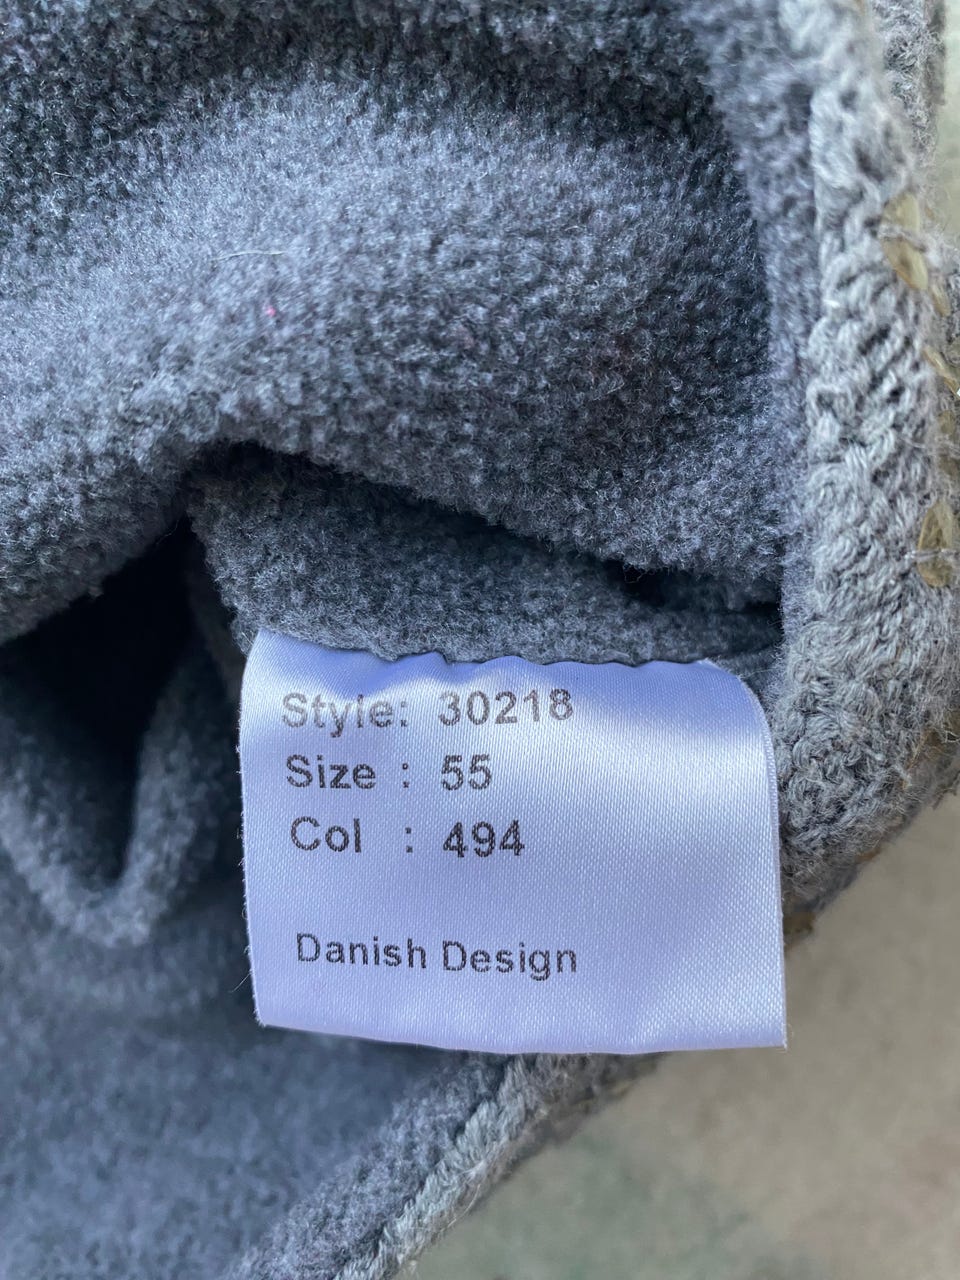 Style: 30218
Size : 55
Col : 494
Danish Design